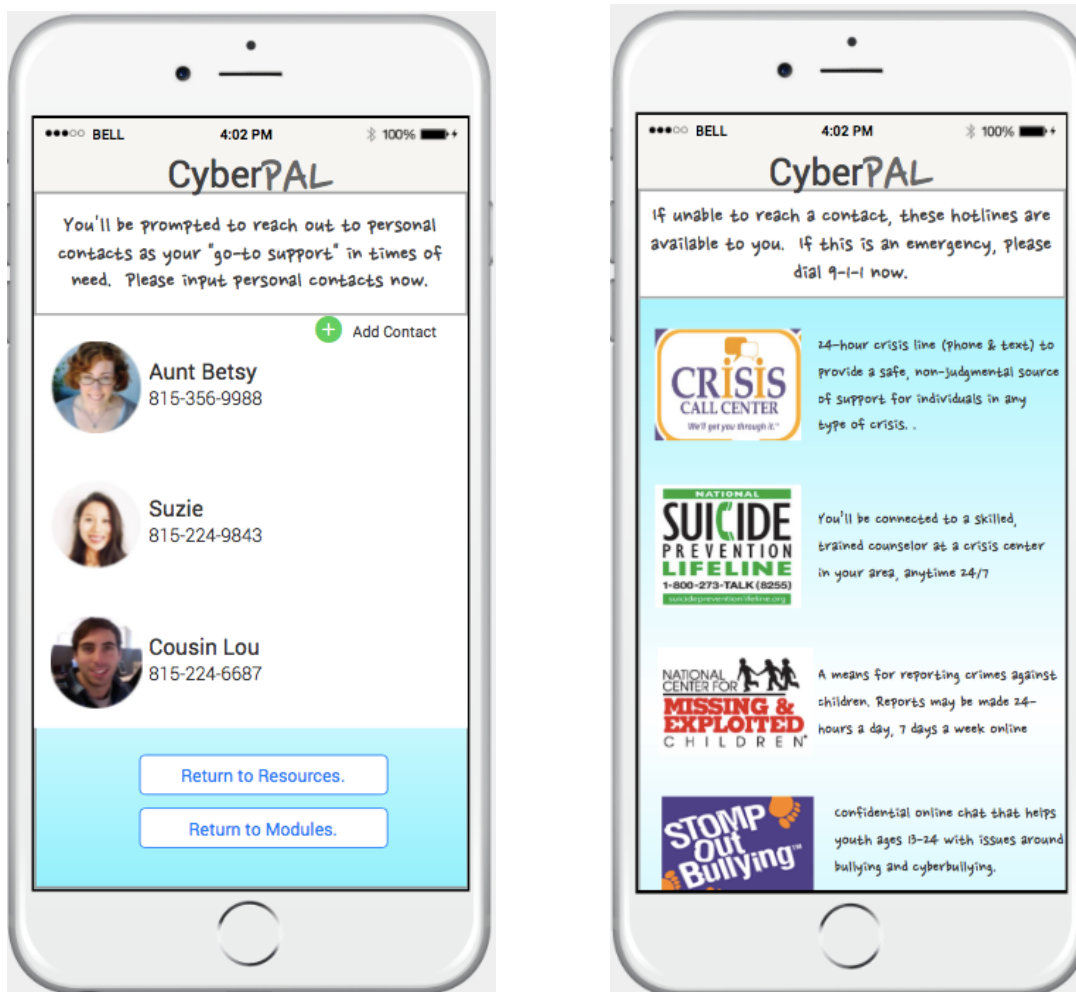 BELL 4:02 PM 100%
CyberPAL
You'll be prompted to reach out to personal
contacts as your "go-to support" in times of
need. Please input personal contacts now.
+ Add Contact
Aunt Betsy
815-356-9988
Suzie
815-224-9843
Cousin Lou
815-224-6687
Return to Resources.
Return to Modules.
BELL 4:02 PM 100%
CyberPAL
If unable to reach a contact, these hotlines are
available to you. If this is an emergency, please
dial 9-1-1 now.
CRISIS
CALL CENTER
We'll get you through it.™
24-hour crisis line (phone & text) to
provide a safe, non-judgmental source
of support for individuals in any
type of crisis. .
NATIONAL
SUICIDE
PREVENTION
LIFELINE
1-800-273-TALK (8255)
suicidepreventionlifeline.org
You'll be connected to a skilled,
trained counselor at a crisis center
in your area, anytime 24/7
NATIONAL
CENTER FOR
MISSING &
EXPLOITED
CHILDREN®
A means for reporting crimes against
children. Reports may be made 24-
hours a day, 7 days a week online
STOMP
Out
Bullying™
confidential online chat that helps
youth ages 13-24 with issues around
bullying and cyberbullying.